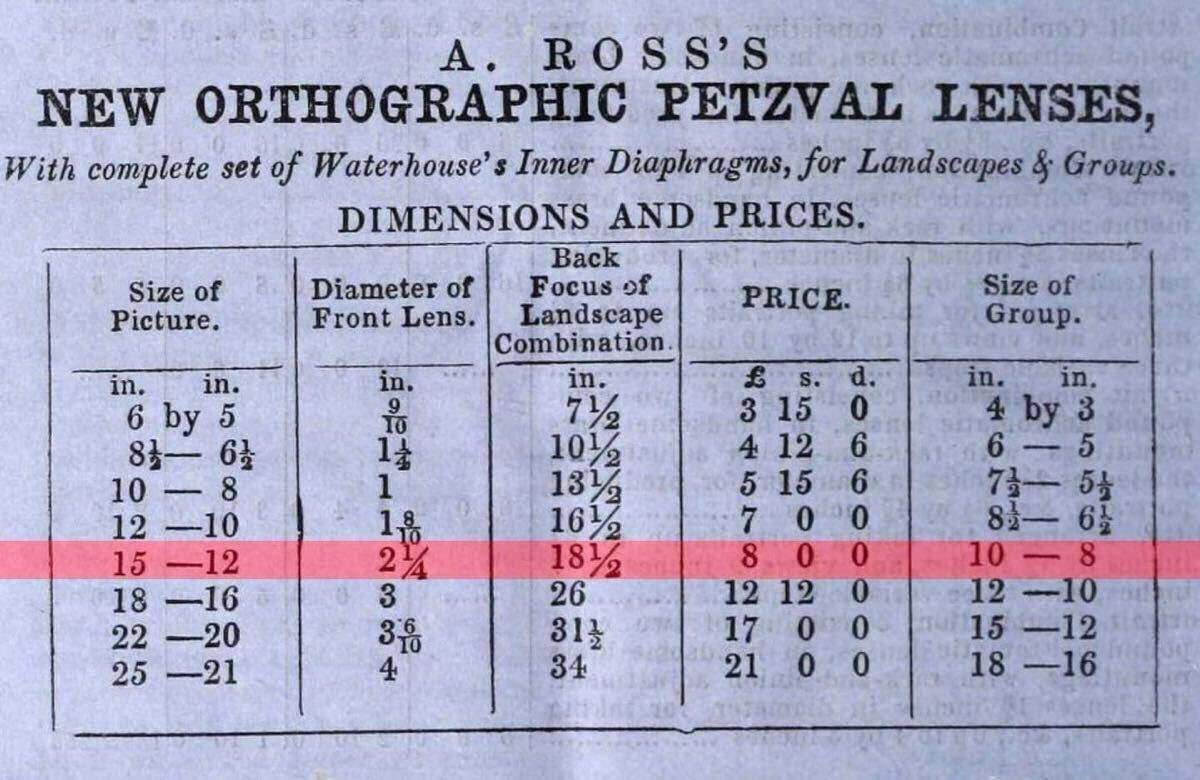 A. ROSS'S
NEW ORTHOGRAPHIC PETZVAL LENSES,
With complete set of Waterhouse's Inner Diaphragms, for Landscapes & Groups.
DIMENSIONS AND PRICES.
Size of Picture. Diameter of Front Lens. Back Focus of Landscape Combination. PRICE. Size of Group.
in. in. in. in. £ s. d. in. in.
6 by 5 9/10 7½ 3 15 0 4 by 3
8½— 6½ 1¼ 10½ 4 12 6 6 — 5
10 — 8 1 13½ 5 15 6 7½— 5½
12 —10 1 8/10 16½ 7 0 0 8½— 6½
15 —12 2¼ 18½ 8 0 0 10 — 8
18 —16 3 26 12 12 0 12 —10
22 —20 3 6/10 31½ 17 0 0 15 —12
25 —21 4 34 21 0 0 18 —16